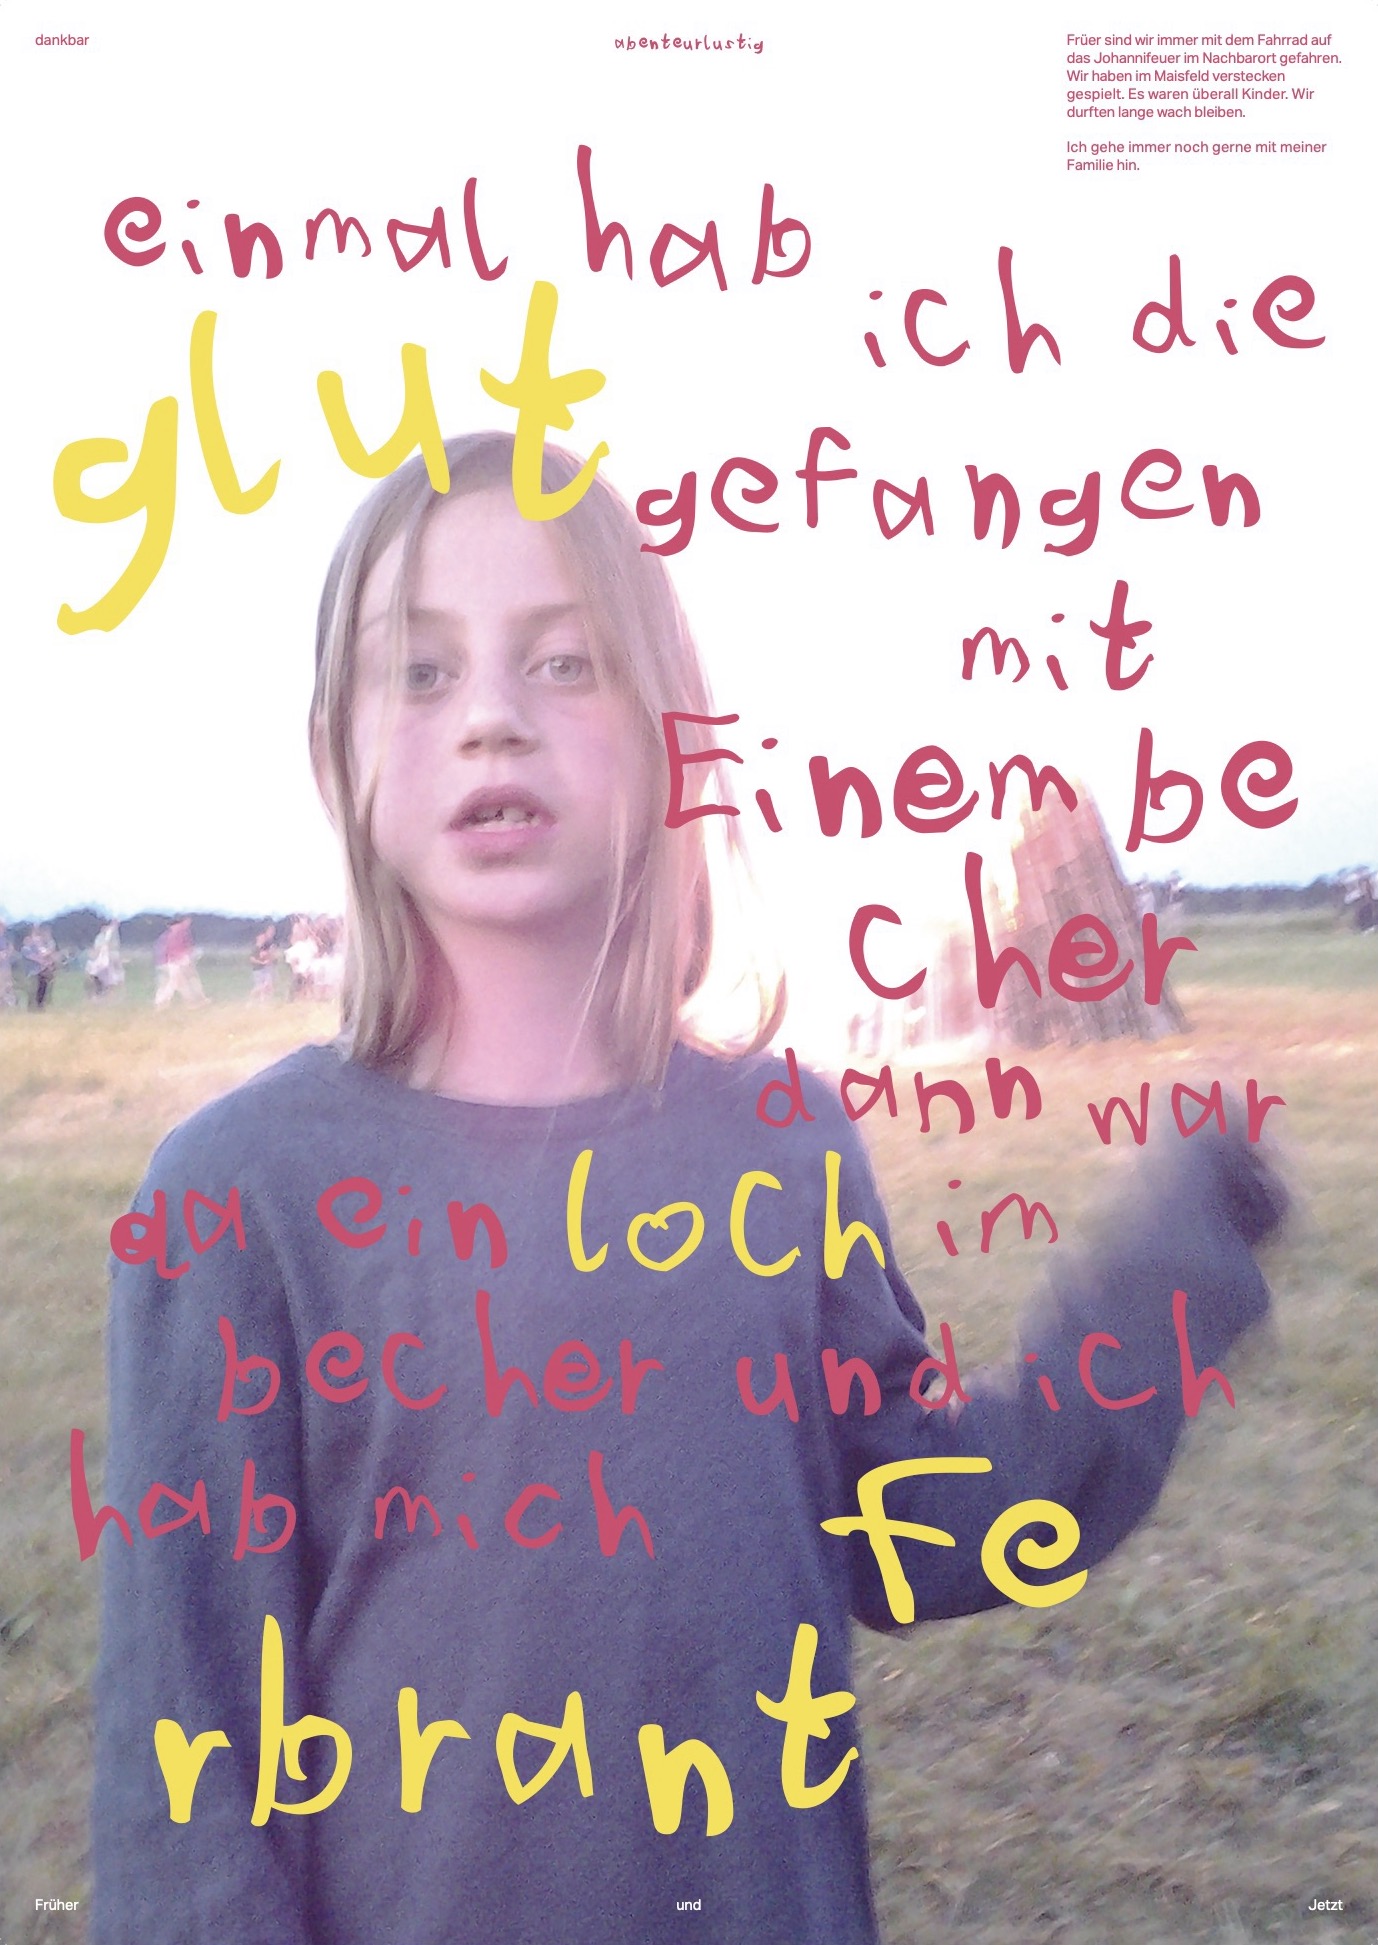 dankbar
abenteurlustig
Früer sind wir immer mit dem Fahrrad auf
das Johannifeuer im Nachbarort gefahren.
Wir haben im Maisfeld verstecken
gespielt. Es waren überall Kinder. Wir
durften lange wach bleiben.
Ich gehe immer noch gerne mit meiner
Familie hin.
einmal hab
ich die
glut
gefangen
mit
Einem be
cher
dann war
da ein loch im
becher und ich
hab mich Fe
rbrant
Früher und Jetzt